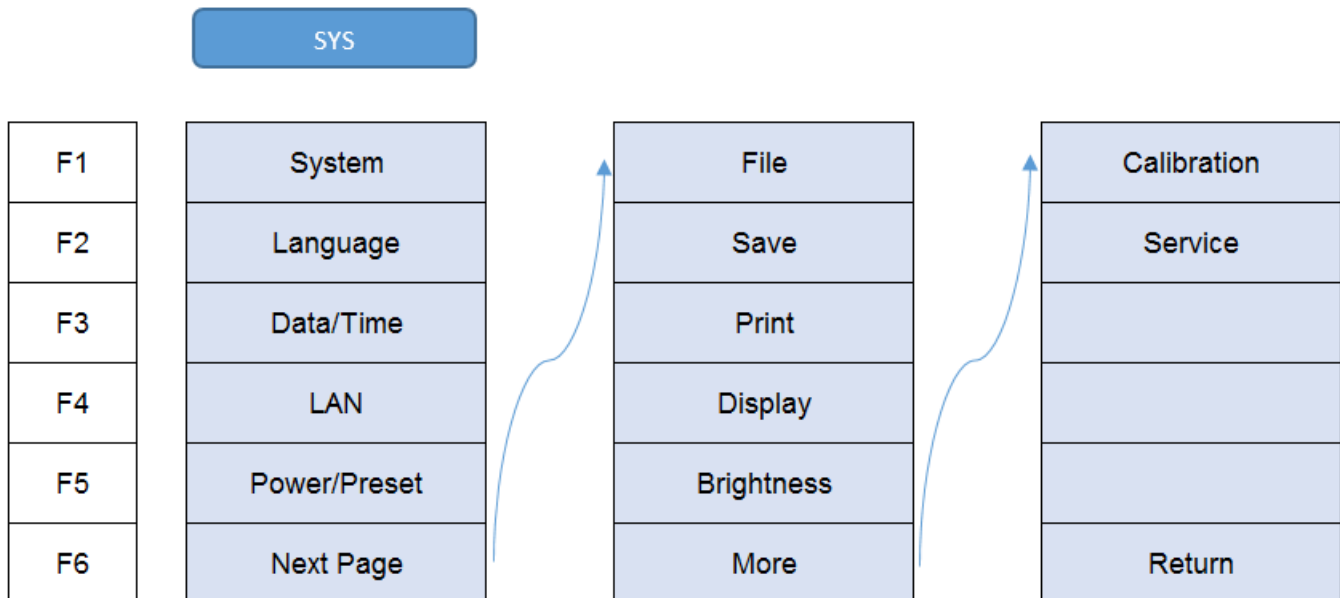 SYS
F1 System File Calibration
F2 Language Save Service
F3 Data/Time Print
F4 LAN Display
F5 Power/Preset Brightness
F6 Next Page More Return